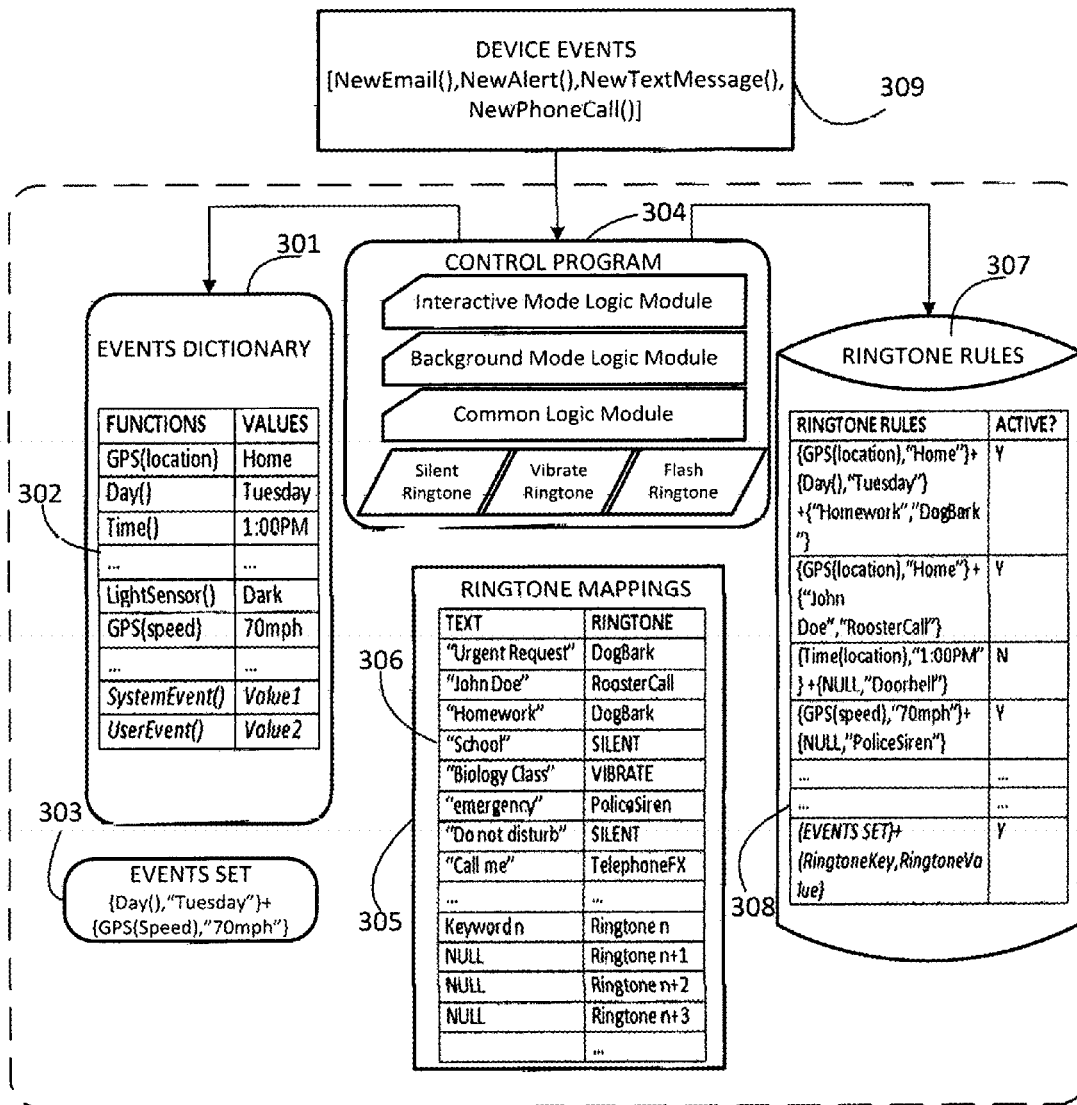 DEVICE EVENTS
[NewEmail(),NewAlert(),NewTextMessage(),
NewPhoneCall()]
309
304
301
307
CONTROL PROGRAM
Interactive Mode Logic Module
Background Mode Logic Module
Common Logic Module
Silent
Ringtone
Vibrate
Ringtone
Flash
Ringtone
EVENTS DICTIONARY
FUNCTIONS VALUES
GPS(location) Home
Day() Tuesday
Time() 1:00PM
... ...
LightSensor() Dark
GPS(speed) 70mph
... ...
SystemEvent() Value1
UserEvent() Value2
302
303
EVENTS SET
{Day(),"Tuesday"}+
{GPS(Speed),"70mph"}
RINGTONE MAPPINGS
TEXT RINGTONE
"Urgent Request" DogBark
"John Doe" RoosterCall
"Homework" DogBark
"School" SILENT
"Biology Class" VIBRATE
"emergency" PoliceSiren
"Do not disturb" SILENT
"Call me" TelephoneFX
... ...
Keyword n Ringtone n
NULL Ringtone n+1
NULL Ringtone n+2
NULL Ringtone n+3
...
306
305
RINGTONE RULES
RINGTONE RULES ACTIVE?
{GPS(location),"Home"}+ Y
{Day(),"Tuesday"}
+{"Homework","DogBark
"}
{GPS(location),"Home"}+ Y
{"John
Doe","RoosterCall"}
{Time(location),"1:00PM" N
} +{NULL,"Doorbell"}
{GPS(speed),"70mph"}+ Y
{NULL,"PoliceSiren"}
... ...
... ...
(EVENTS SET}+ Y
(RingtoneKey,RingtoneVa
lue}
308